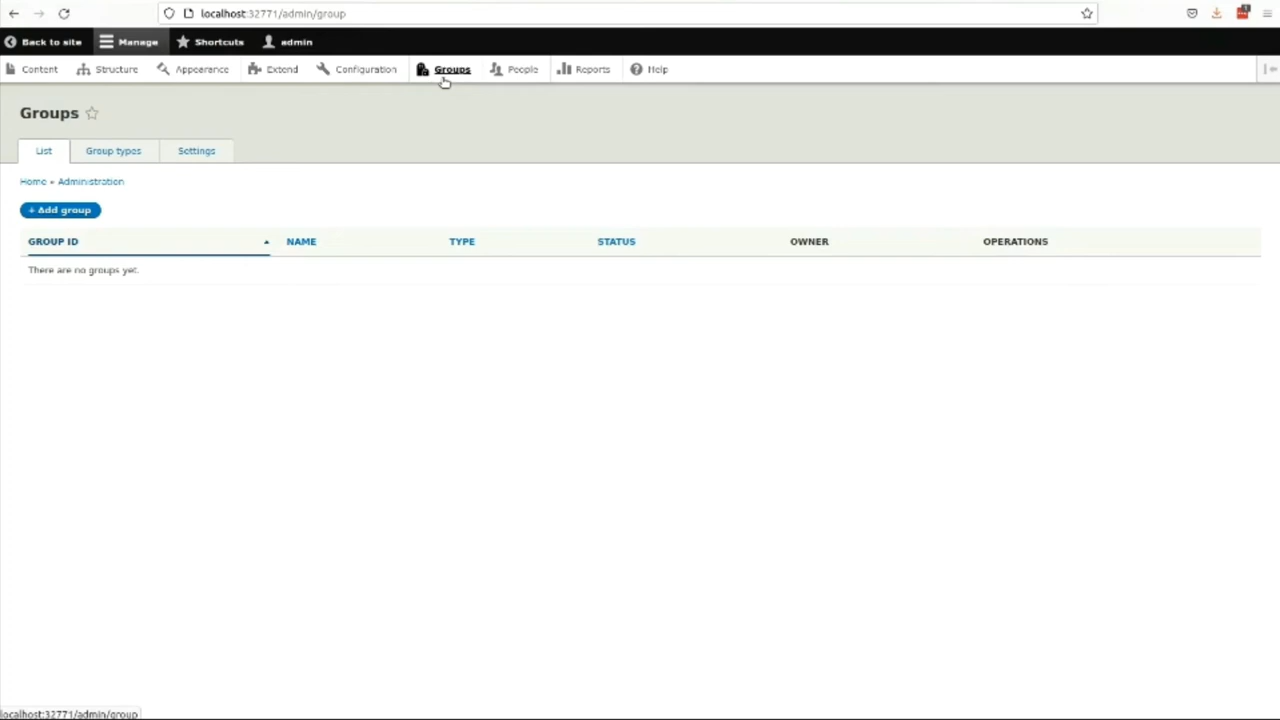 localhost:32771/admin/group
Back to site Manage Shortcuts admin
Content Structure Appearance Extend Configuration Groups People Reports Help
Groups
List Group types Settings
Home » Administration
+ Add group
GROUP ID NAME TYPE STATUS OWNER OPERATIONS
There are no groups yet.
localhost:32771/admin/group